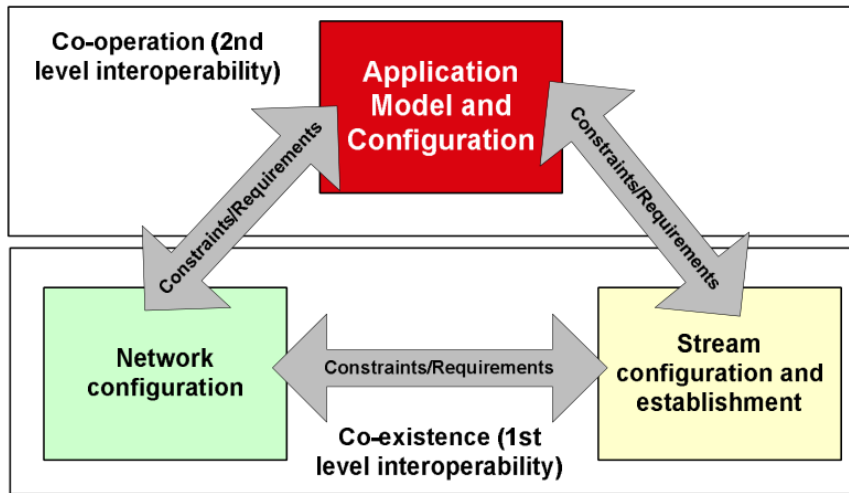 Co-operation (2nd
level interoperability)
Application
Model and
Configuration
Constraints/Requirements
Constraints/Requirements
Network
configuration
Constraints/Requirements
Stream
configuration and
establishment
Co-existence (1st
level interoperability)